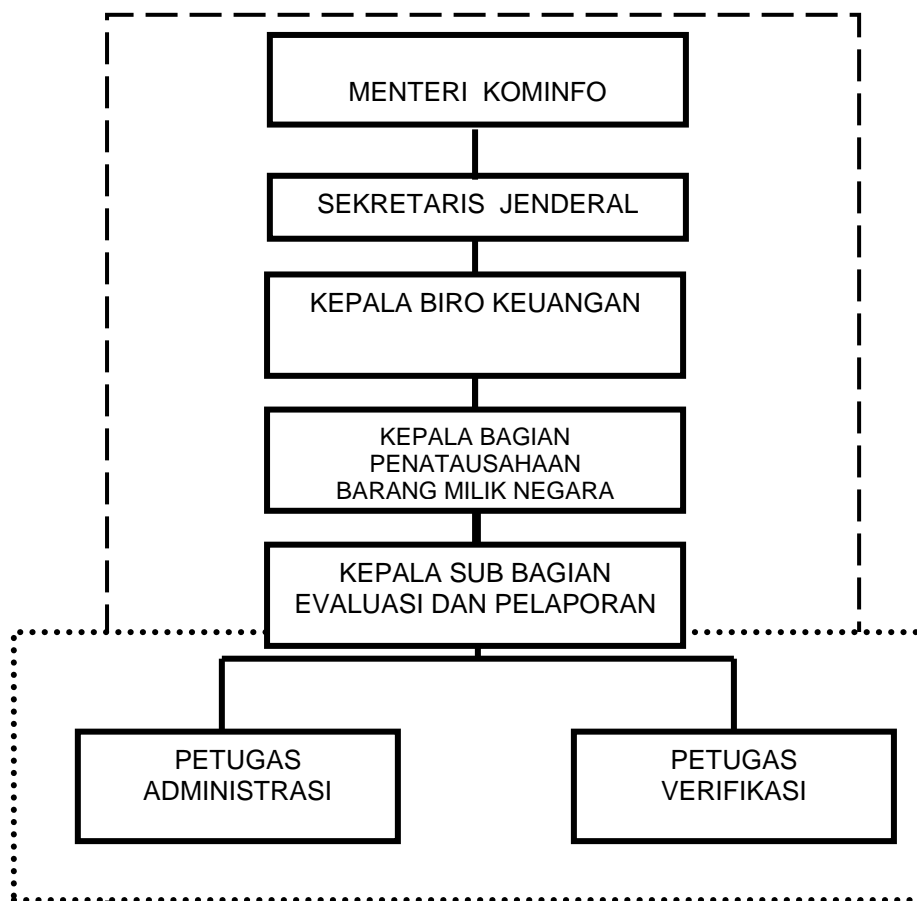 MENTERI KOMINFO
SEKRETARIS JENDERAL
KEPALA BIRO KEUANGAN
KEPALA BAGIAN
PENATAUSAHAAN
BARANG MILIK NEGARA
KEPALA SUB BAGIAN
EVALUASI DAN PELAPORAN
PETUGAS
ADMINISTRASI
PETUGAS
VERIFIKASI